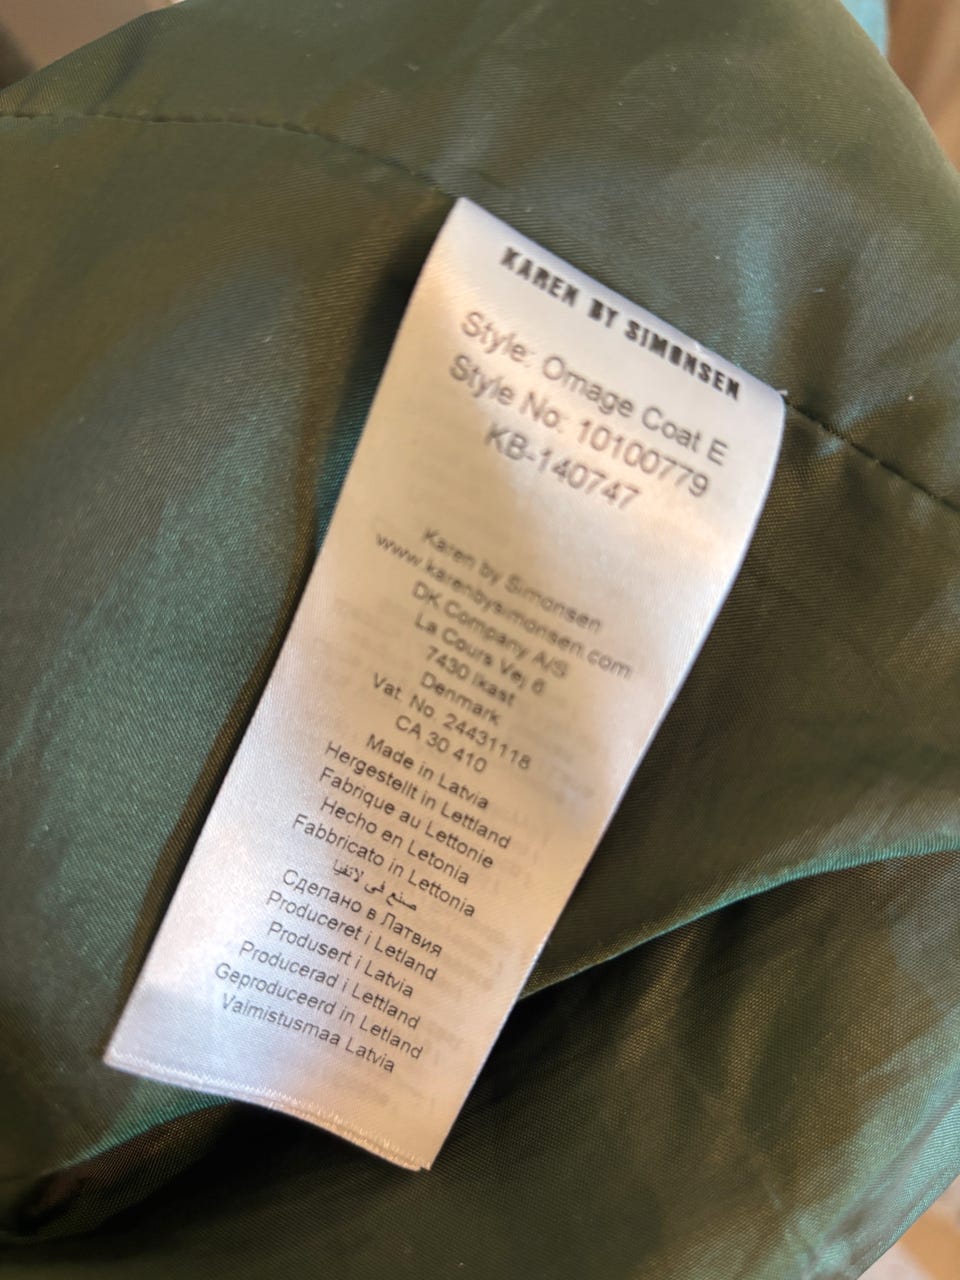 KAREN BY SIMONSEN
Style: Omage Coat E
Style No: 10100779
KB-140747
Karen by Simonsen
www.karenbysimonsen.com
DK Company A/S
La Cours Vej 6
7430 Ikast
Denmark
Vat. No. 24431118
CA 30 410
Made in Latvia
Hergestellt in Lettland
Fabrique au Lettonie
Hecho en Letonia
Fabbricato in Lettonia
صنع في لاتفيا
Сделано в Латвия
Produceret i Letland
Produsert i Latvia
Producerad i Lettland
Geproduceerd in Letland
Valmistusmaa Latvia